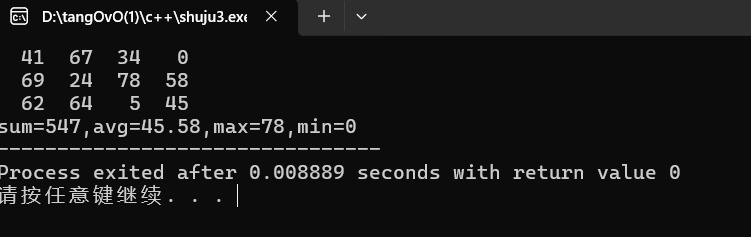 D:\tangOvO(1)\c++\shuju3.exe
41 67 34 0
69 24 78 58
62 64 5 45
sum=547,avg=45.58,max=78,min=0
--------------------------------
Process exited after 0.008889 seconds with return value 0
请按任意键继续. . .